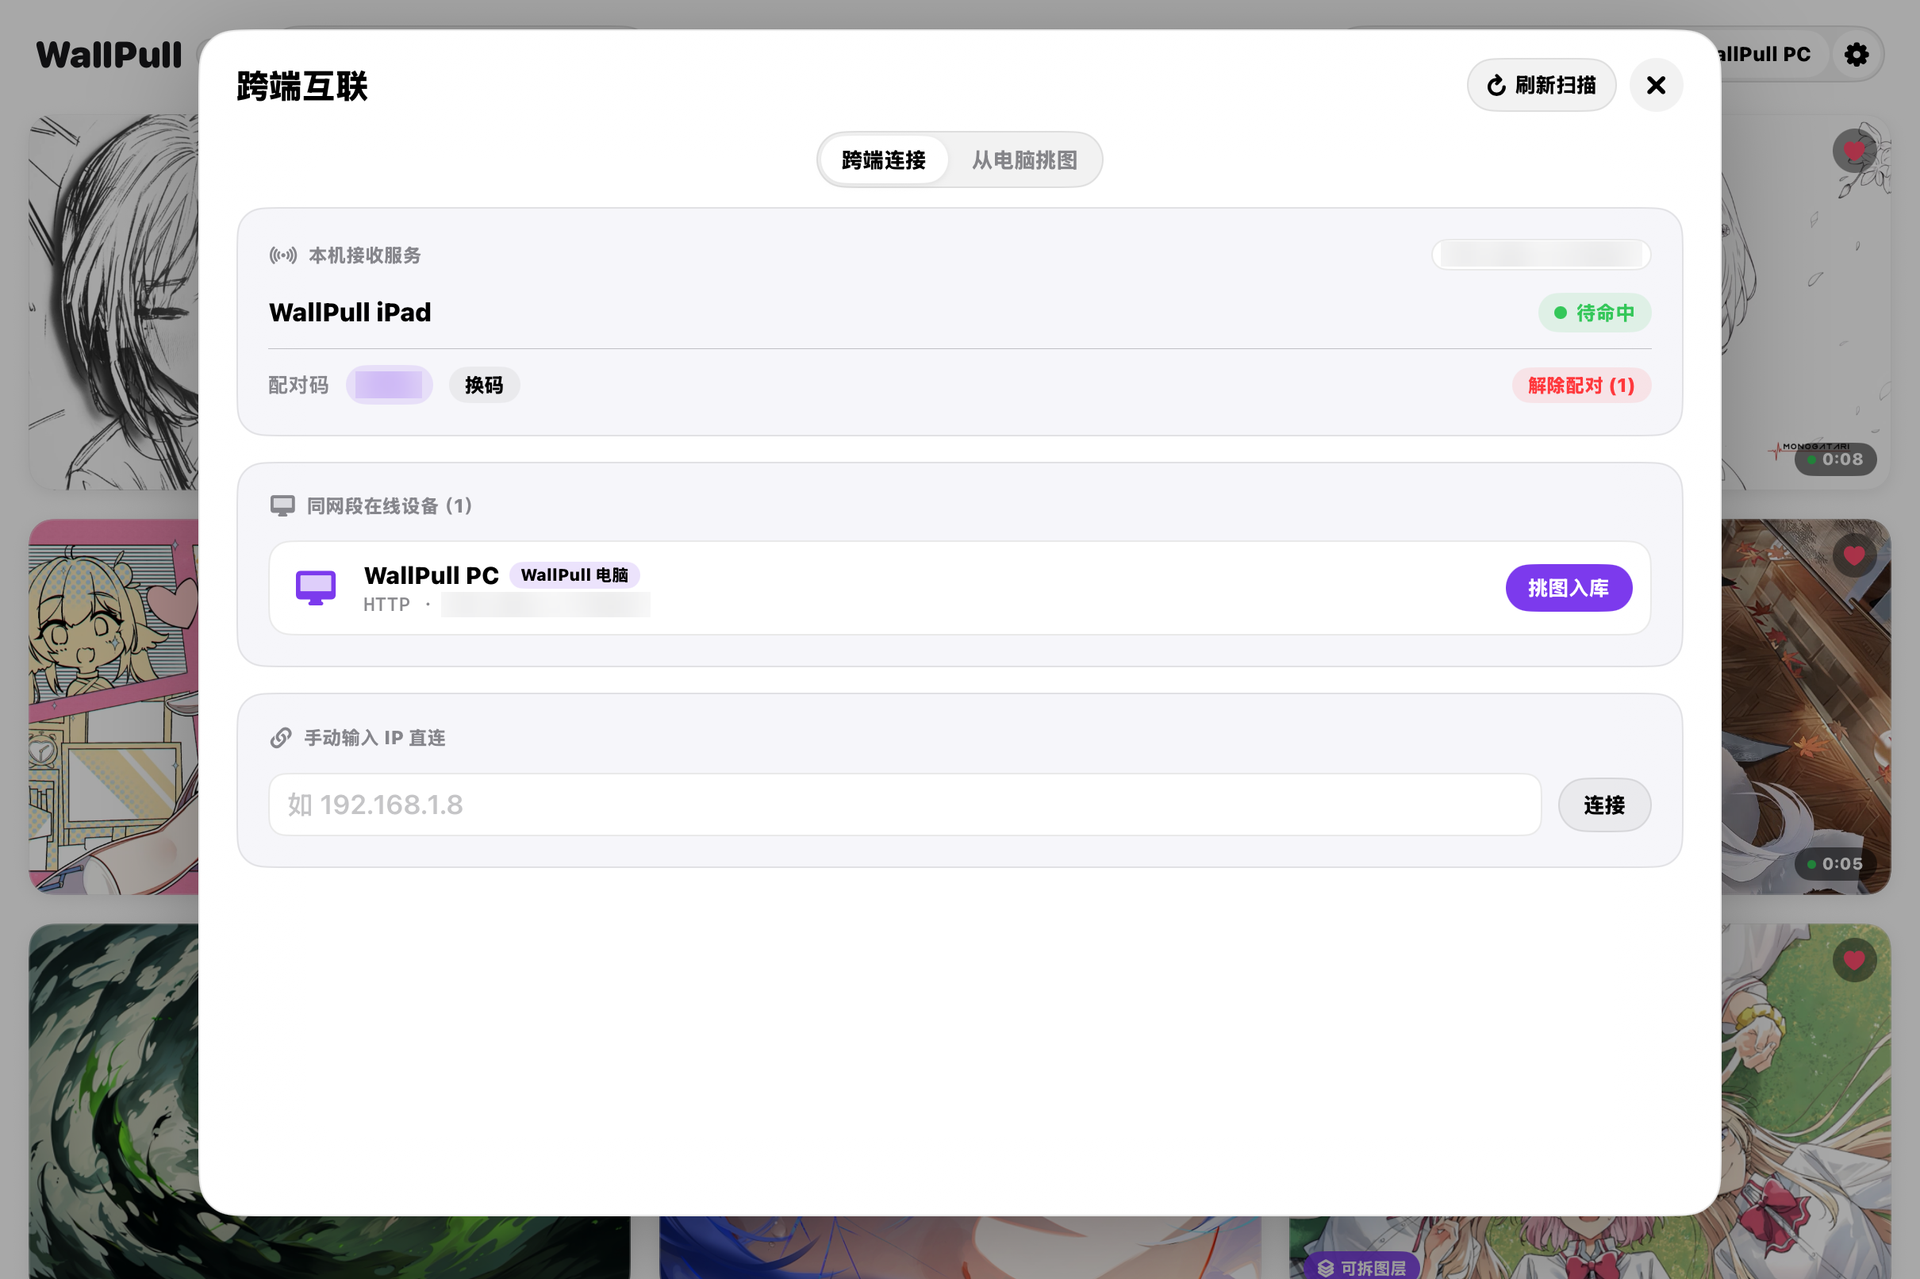 WallPull
allPull PC
跨端互联
刷新扫描
跨端连接
从电脑挑图
本机接收服务
WallPull iPad
待命中
配对码
换码
解除配对 (1)
同网段在线设备 (1)
WallPull PC
WallPull 电脑
HTTP ·
挑图入库
手动输入 IP 直连
如 192.168.1.8
连接
MONOGATARI
0:08
0:05
可拆图层